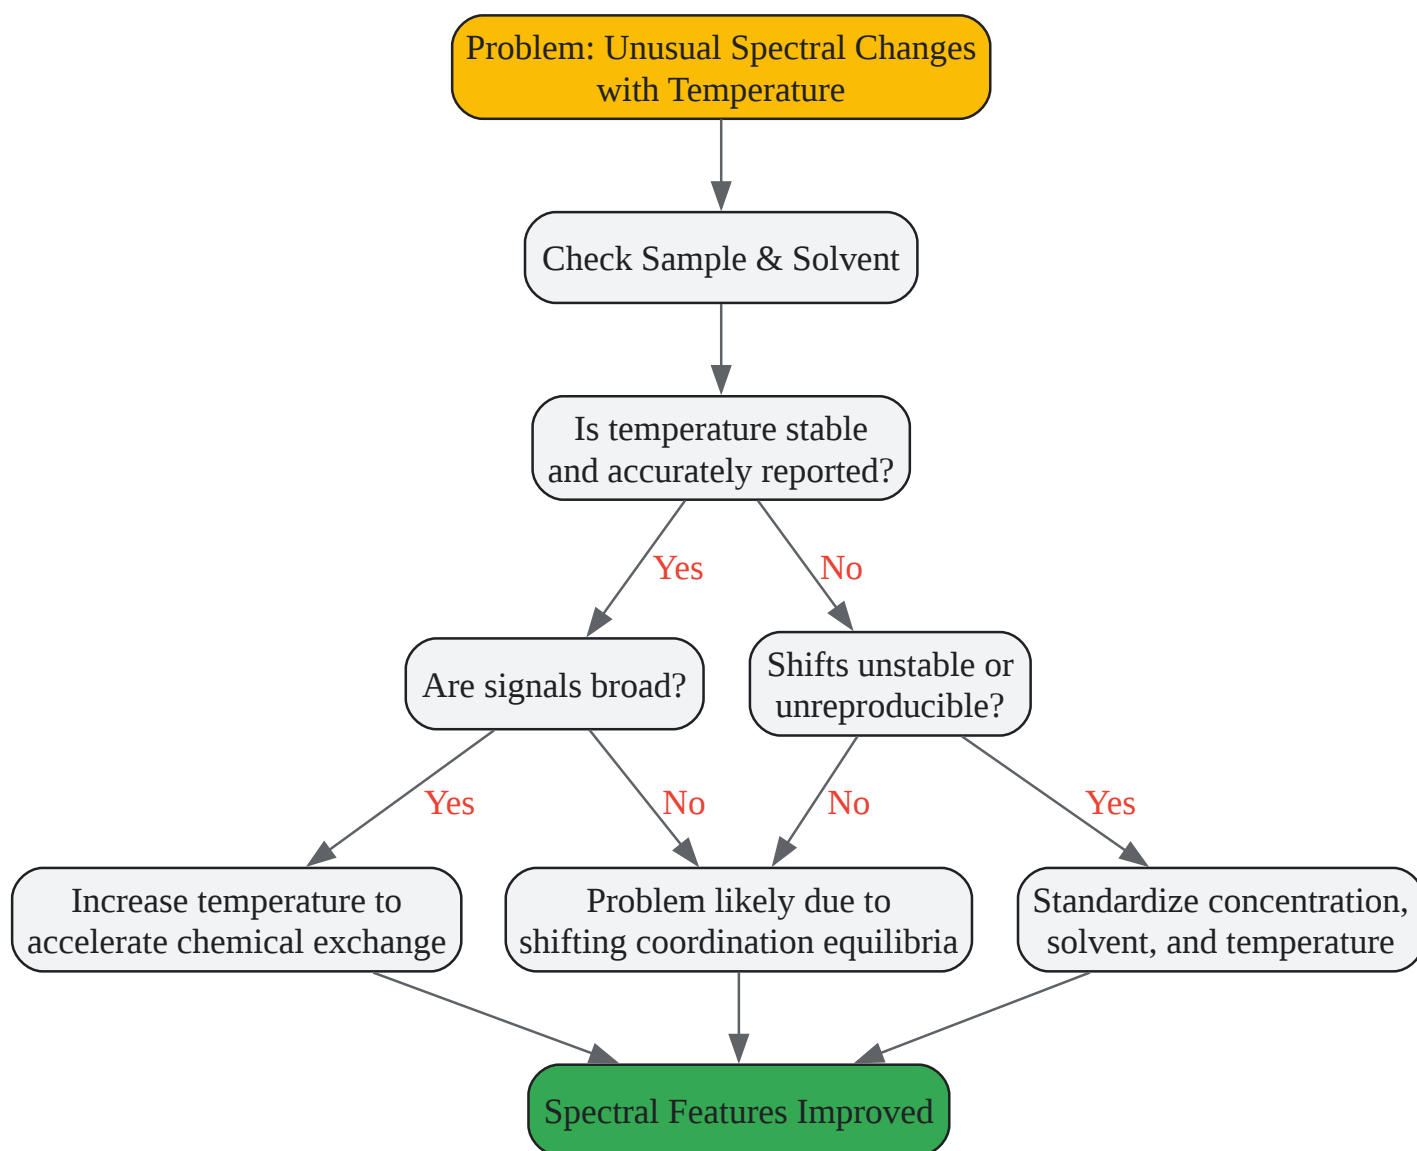 Problem: Unusual Spectral Changes
with Temperature
Check Sample & Solvent
Is temperature stable
and accurately reported?
Yes
No
Are signals broad?
Shifts unstable or
unreproducible?
Yes
No
No
Yes
Increase temperature to
accelerate chemical exchange
Problem likely due to
shifting coordination equilibria
Standardize concentration,
solvent, and temperature
Spectral Features Improved